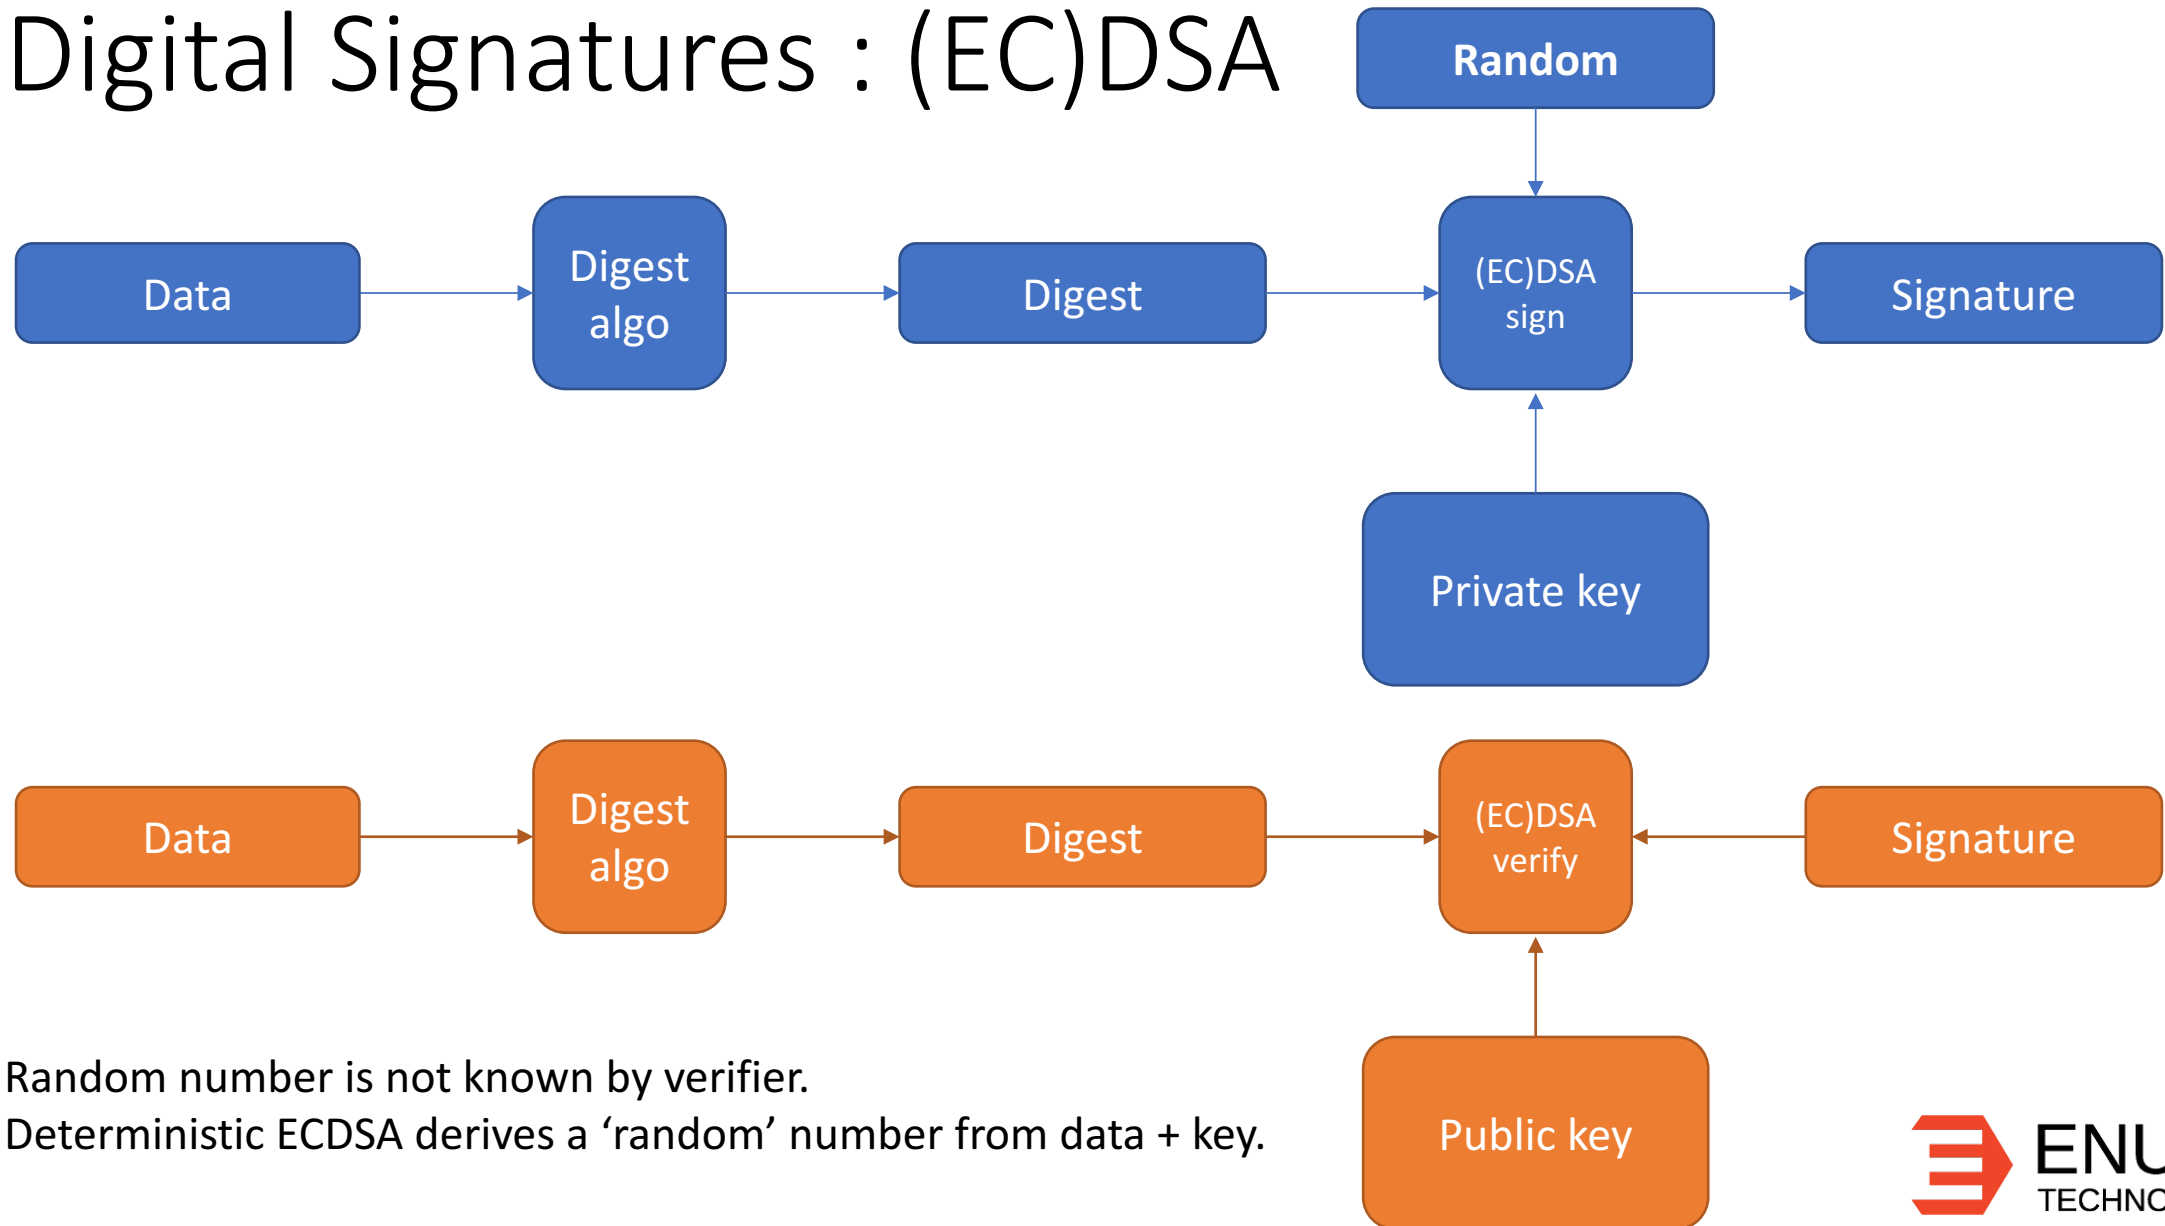 Digital Signatures : (EC)DSA
Random
Data
Digest
algo
Digest
(EC)DSA
sign
Signature
Private key
Data
Digest
algo
Digest
(EC)DSA
verify
Signature
Public key
Random number is not known by verifier.
Deterministic ECDSA derives a ‘random’ number from data + key.